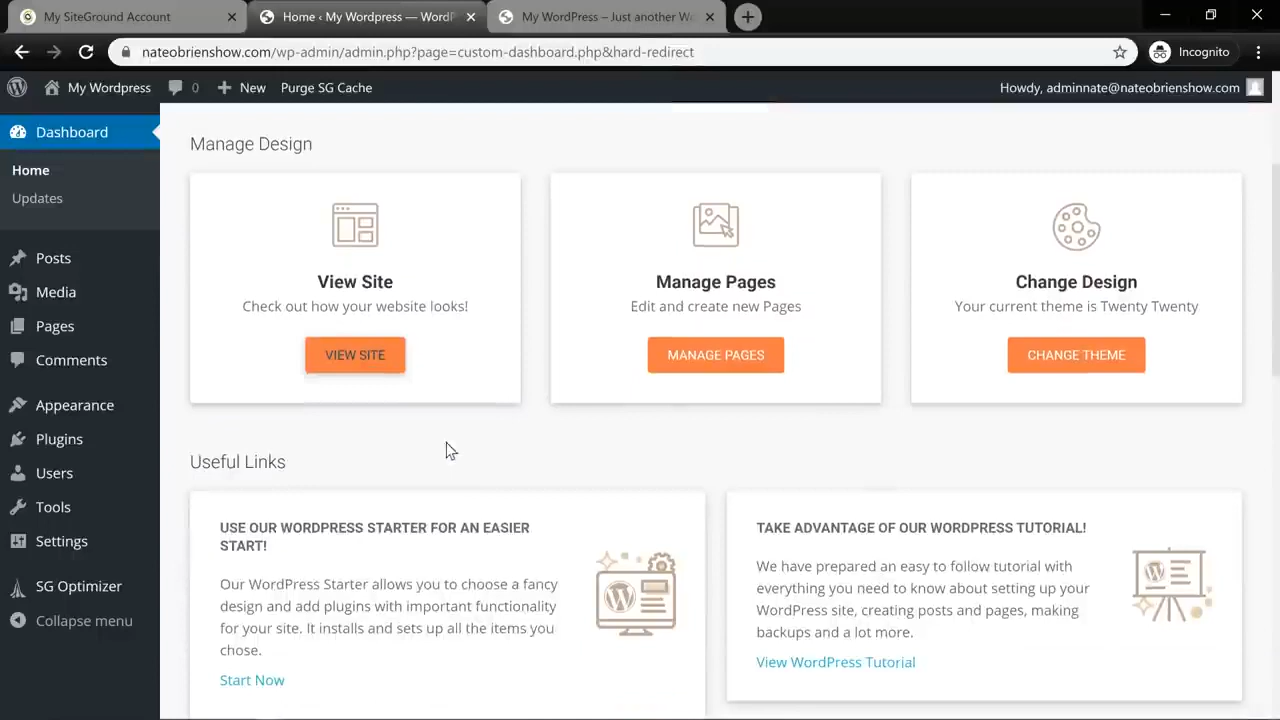 My SiteGround Account
Home ‹ My Wordpress — WordP
My WordPress – Just another W
nateobrienshow.com/wp-admin/admin.php?page=custom-dashboard.php&hard-redirect
Incognito
My Wordpress
0
New
Purge SG Cache
Howdy, adminnate@nateobrienshow.com
Dashboard
Home
Updates
Posts
Media
Pages
Comments
Appearance
Plugins
Users
Tools
Settings
SG Optimizer
Collapse menu
Manage Design
View Site
Check out how your website looks!
VIEW SITE
Manage Pages
Edit and create new Pages
MANAGE PAGES
Change Design
Your current theme is Twenty Twenty
CHANGE THEME
Useful Links
USE OUR WORDPRESS STARTER FOR AN EASIER
START!
Our WordPress Starter allows you to choose a fancy
design and add plugins with important functionality
for your site. It installs and sets up all the items you
chose.
Start Now
TAKE ADVANTAGE OF OUR WORDPRESS TUTORIAL!
We have prepared an easy to follow tutorial with
everything you need to know about setting up your
WordPress site, creating posts and pages, making
backups and a lot more.
View WordPress Tutorial